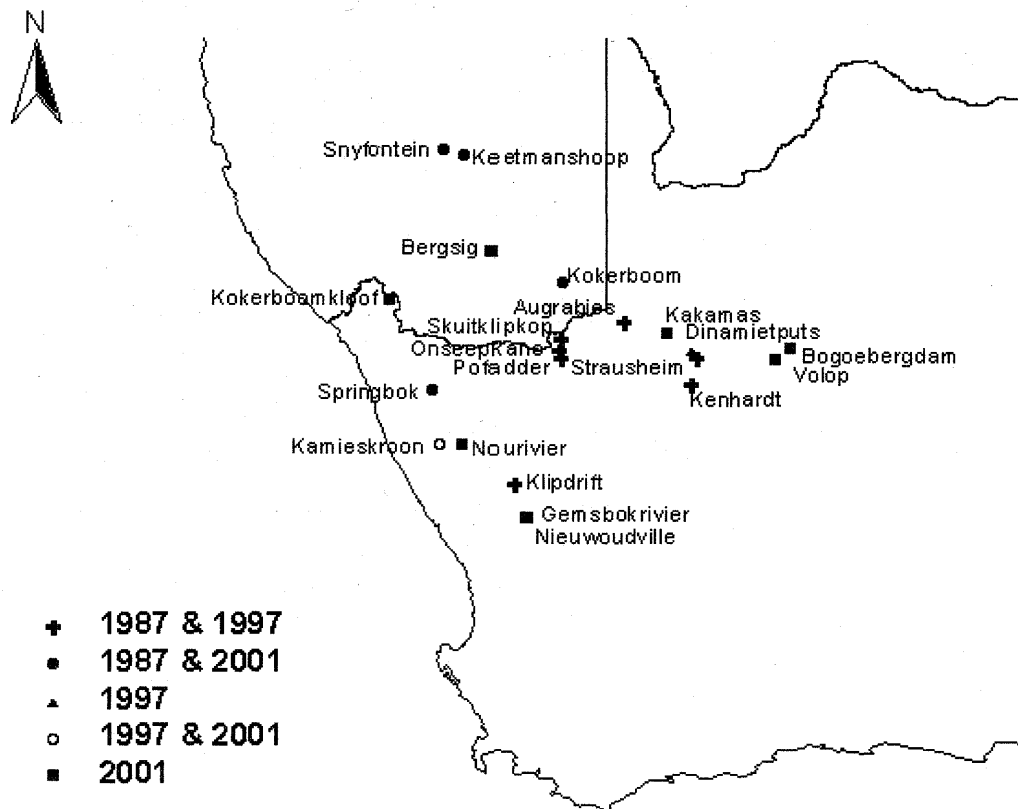 N
Snyfontein
Keetmanshoop
Bergsig
Kokerboom
Kokerboomkloof
Augrabies
Kakamas
Skuitklipkop
Dinamietputs
Onseepkans
Bogoebergdam
Pofadder
Strausheim
Volop
Springbok
Kenhardt
Kamieskroon
Nourivier
Klipdrift
Gemsbokrivier
Nieuwoudville
1987 & 1997
1987 & 2001
1997
1997 & 2001
2001